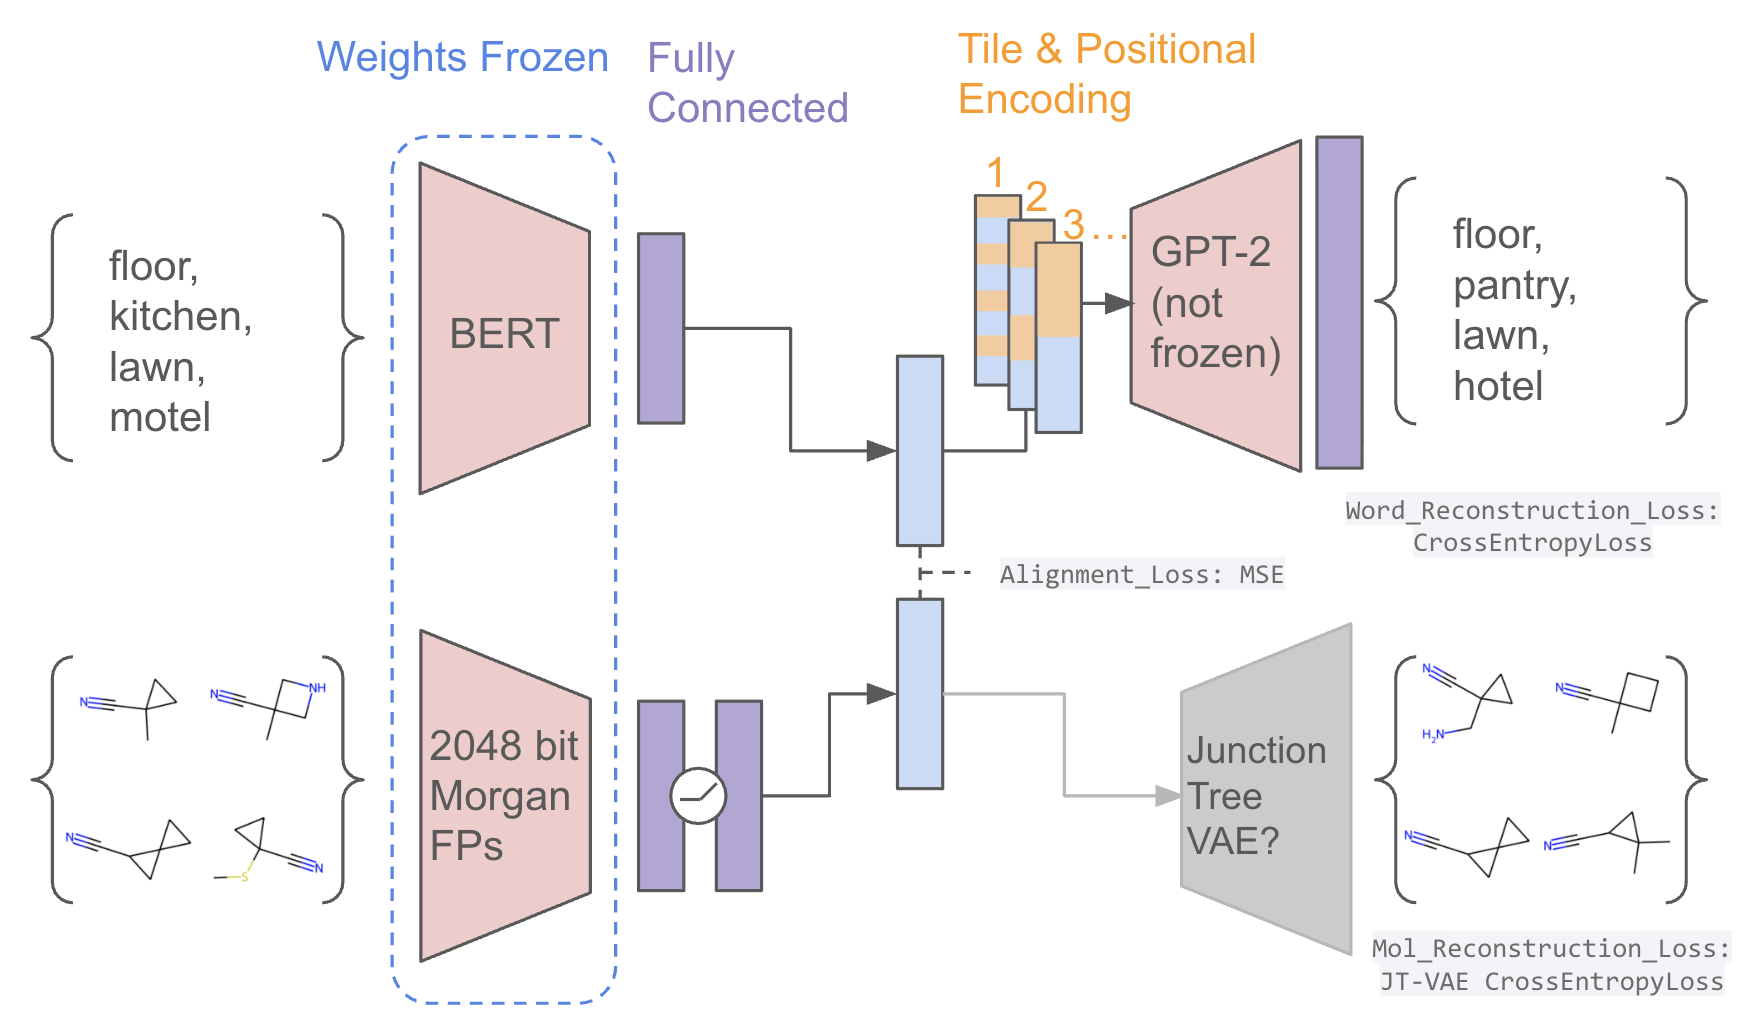 Weights Frozen
Fully
Connected
Tile & Positional
Encoding
floor,
kitchen,
lawn,
motel
BERT
1
2
3...
GPT-2
(not
frozen)
floor,
pantry,
lawn,
hotel
Word_Reconstruction_Loss:
CrossEntropyLoss
Alignment_Loss: MSE
N
N
NH
N
S
N
2048 bit
Morgan
FPs
Junction
Tree
VAE?
N
H₂N
N
N
N
Mol_Reconstruction_Loss:
JT-VAE CrossEntropyLoss